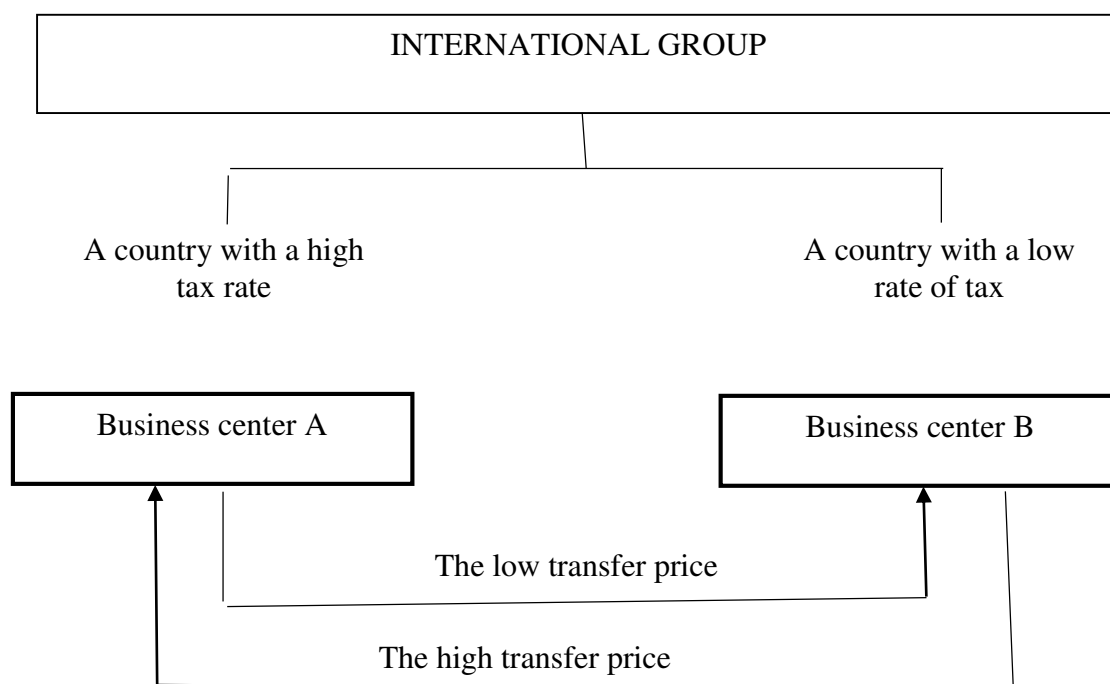 INTERNATIONAL GROUP
A country with a high
tax rate
A country with a low
rate of tax
Business center A
Business center B
The low transfer price
The high transfer price